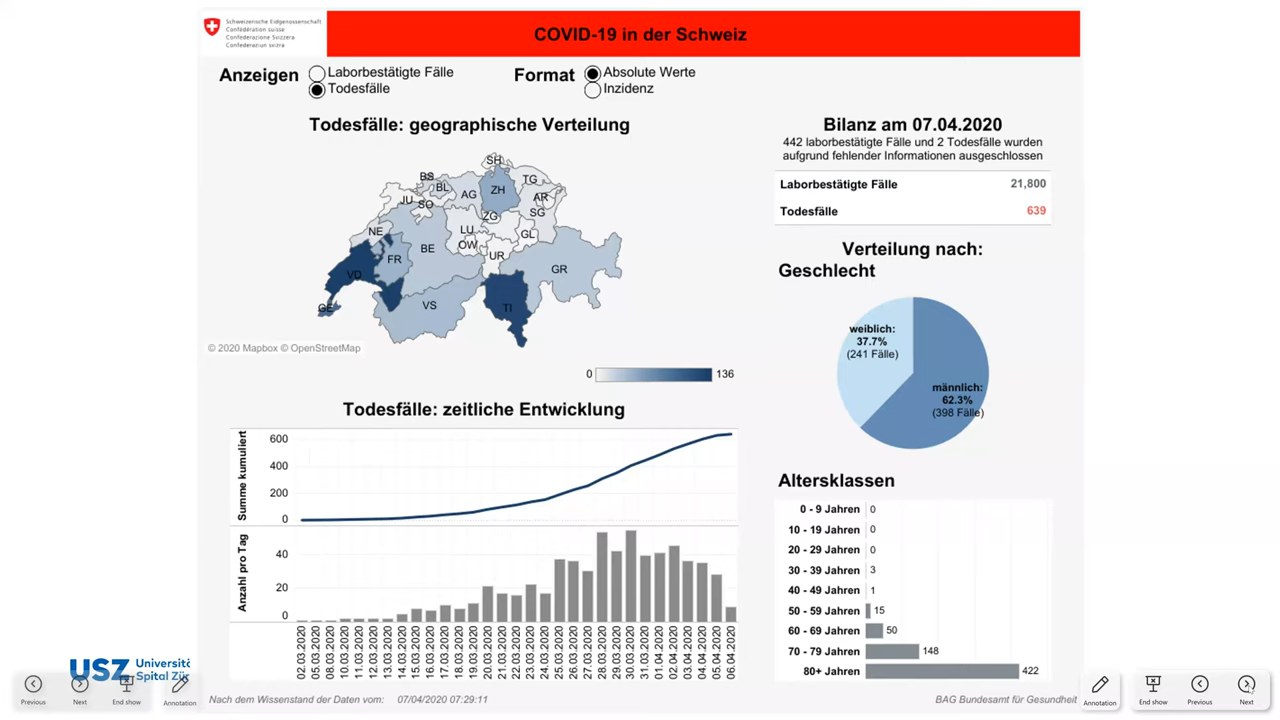 Schweizerische Eidgenossenschaft
Confédération suisse
Confederazione Svizzera
Confederaziun svizra
COVID-19 in der Schweiz
Anzeigen
Laborbestätigte Fälle
Todesfälle
Format
Absolute Werte
Inzidenz
Todesfälle: geographische Verteilung
SH
BS
BL
TG
AG
ZH
JU
SO
AR
SG
ZG
NE
LU
GL
OW
BE
UR
FR
GR
VD
VS
TI
GE
© 2020 Mapbox © OpenStreetMap
0
136
Todesfälle: zeitliche Entwicklung
Summe kumuliert
600
400
200
0
Anzahl pro Tag
40
20
0
02.03.2020
05.03.2020
08.03.2020
10.03.2020
11.03.2020
12.03.2020
13.03.2020
14.03.2020
15.03.2020
16.03.2020
17.03.2020
18.03.2020
19.03.2020
20.03.2020
21.03.2020
22.03.2020
23.03.2020
24.03.2020
25.03.2020
26.03.2020
27.03.2020
28.03.2020
29.03.2020
30.03.2020
31.03.2020
01.04.2020
02.04.2020
03.04.2020
04.04.2020
05.04.2020
06.04.2020
Bilanz am 07.04.2020
442 laborbestätigte Fälle und 2 Todesfälle wurden
aufgrund fehlender Informationen ausgeschlossen
Laborbestätigte Fälle 21,800
Todesfälle 639
Verteilung nach:
Geschlecht
weiblich:
37.7%
(241 Fälle)
männlich:
62.3%
(398 Fälle)
Altersklassen
0 - 9 Jahren 0
10 - 19 Jahren 0
20 - 29 Jahren 0
30 - 39 Jahren 3
40 - 49 Jahren 1
50 - 59 Jahren 15
60 - 69 Jahren 50
70 - 79 Jahren 148
80+ Jahren 422
Nach dem Wissenstand der Daten vom: 07/04/2020 07:29:11
BAG Bundesamt für Gesundheit
USZ Universitä
Spital Zür
Previous
Next
End show
Annotation
Annotation
End show
Previous
Next